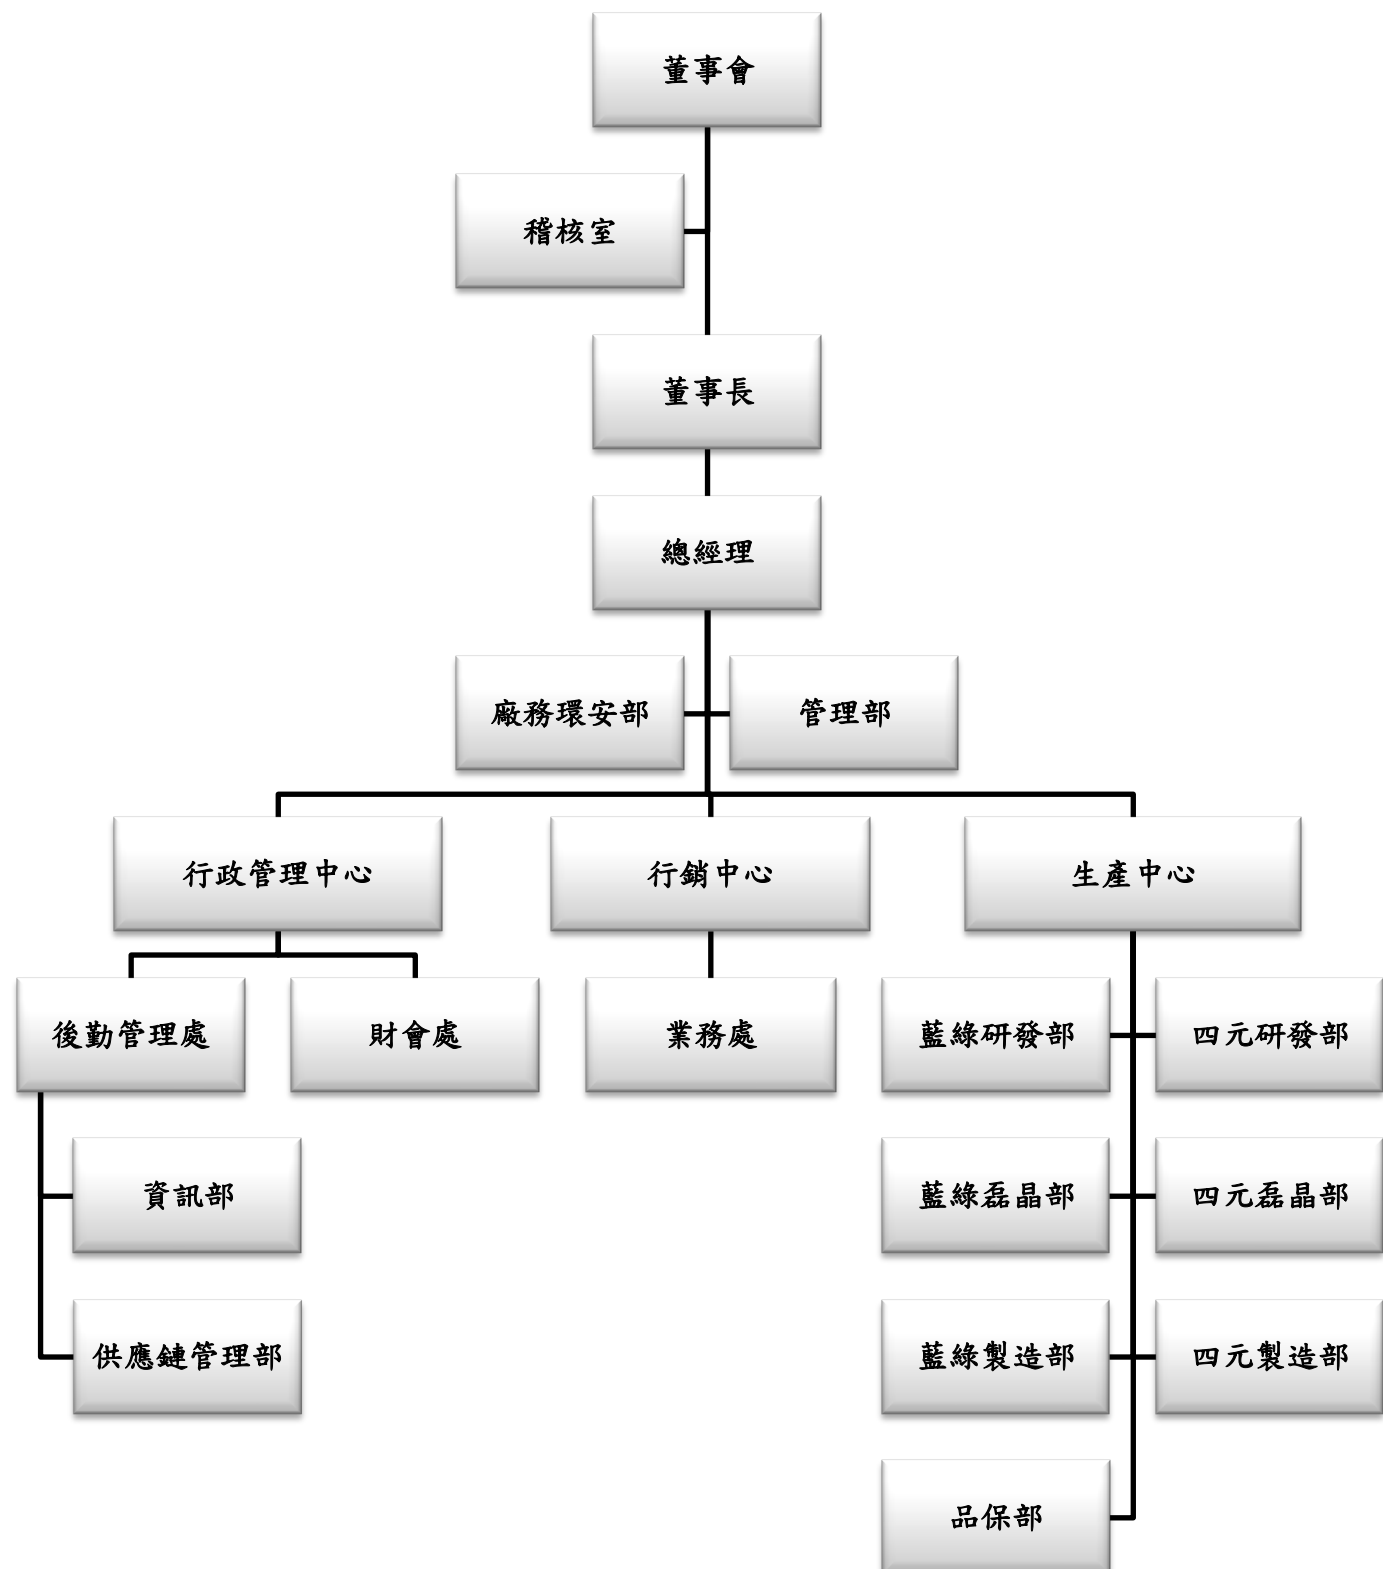 董事會
稽核室
董事長
總經理
廠務環安部
管理部
行政管理中心
行銷中心
生產中心
後勤管理處
財會處
業務處
藍綠研發部
四元研發部
資訊部
藍綠磊晶部
四元磊晶部
供應鏈管理部
藍綠製造部
四元製造部
品保部